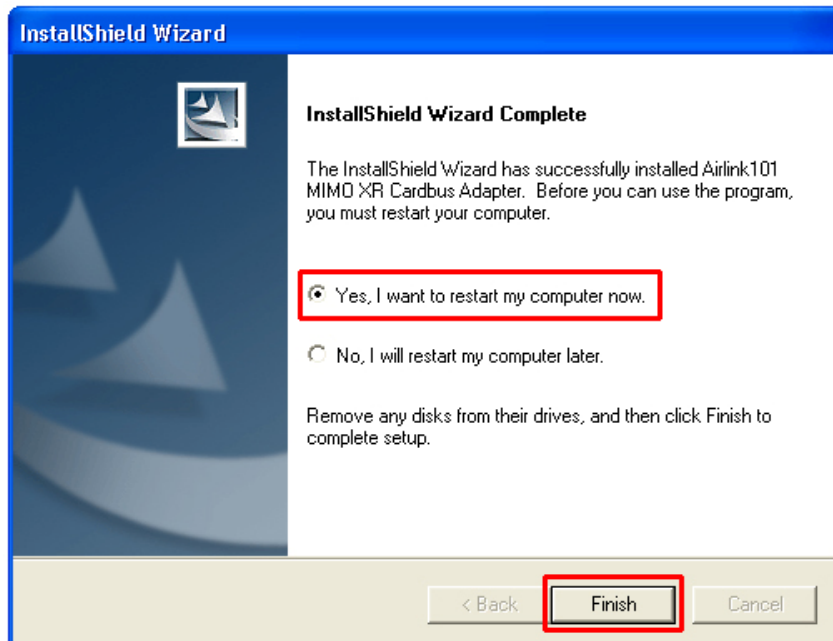 InstallShield Wizard
InstallShield Wizard Complete
The InstallShield Wizard has successfully installed Airlink101
MIMO XR Cardbus Adapter.  Before you can use the program,
you must restart your computer.
Yes, I want to restart my computer now.
No, I will restart my computer later.
Remove any disks from their drives, and then click Finish to
complete setup.
< Back
Finish
Cancel